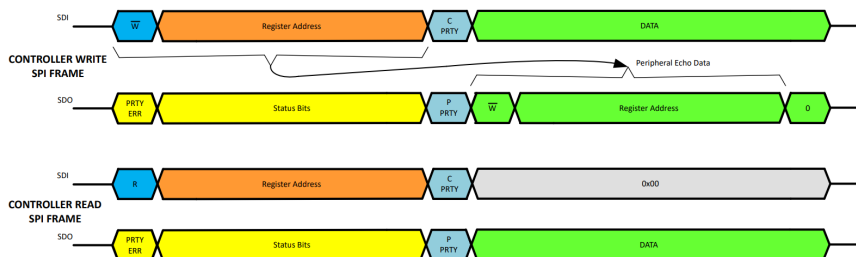 SDI
W
Register Address
C
PRTY
DATA
CONTROLLER WRITE
SPI FRAME
Peripheral Echo Data
SDO
PRTY
ERR
Status Bits
P
PRTY
W
Register Address
0
SDI
R
Register Address
C
PRTY
0x00
CONTROLLER READ
SPI FRAME
SDO
PRTY
ERR
Status Bits
P
PRTY
DATA